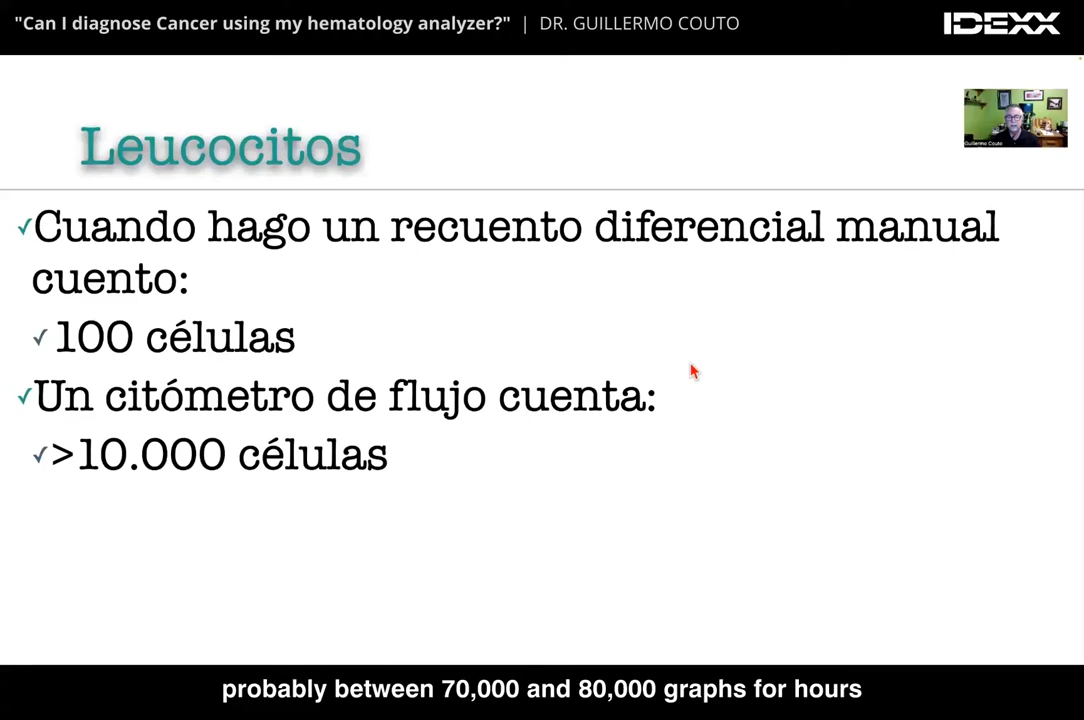 "Can I diagnose Cancer using my hematology analyzer?" | DR. GUILLERMO COUTO
IDEXX
Leucocitos
Guillermo Couto
✓Cuando hago un recuento diferencial manual
cuento:
✓100 células
✓Un citómetro de flujo cuenta:
✓>10.000 células
probably between 70,000 and 80,000 graphs for hours